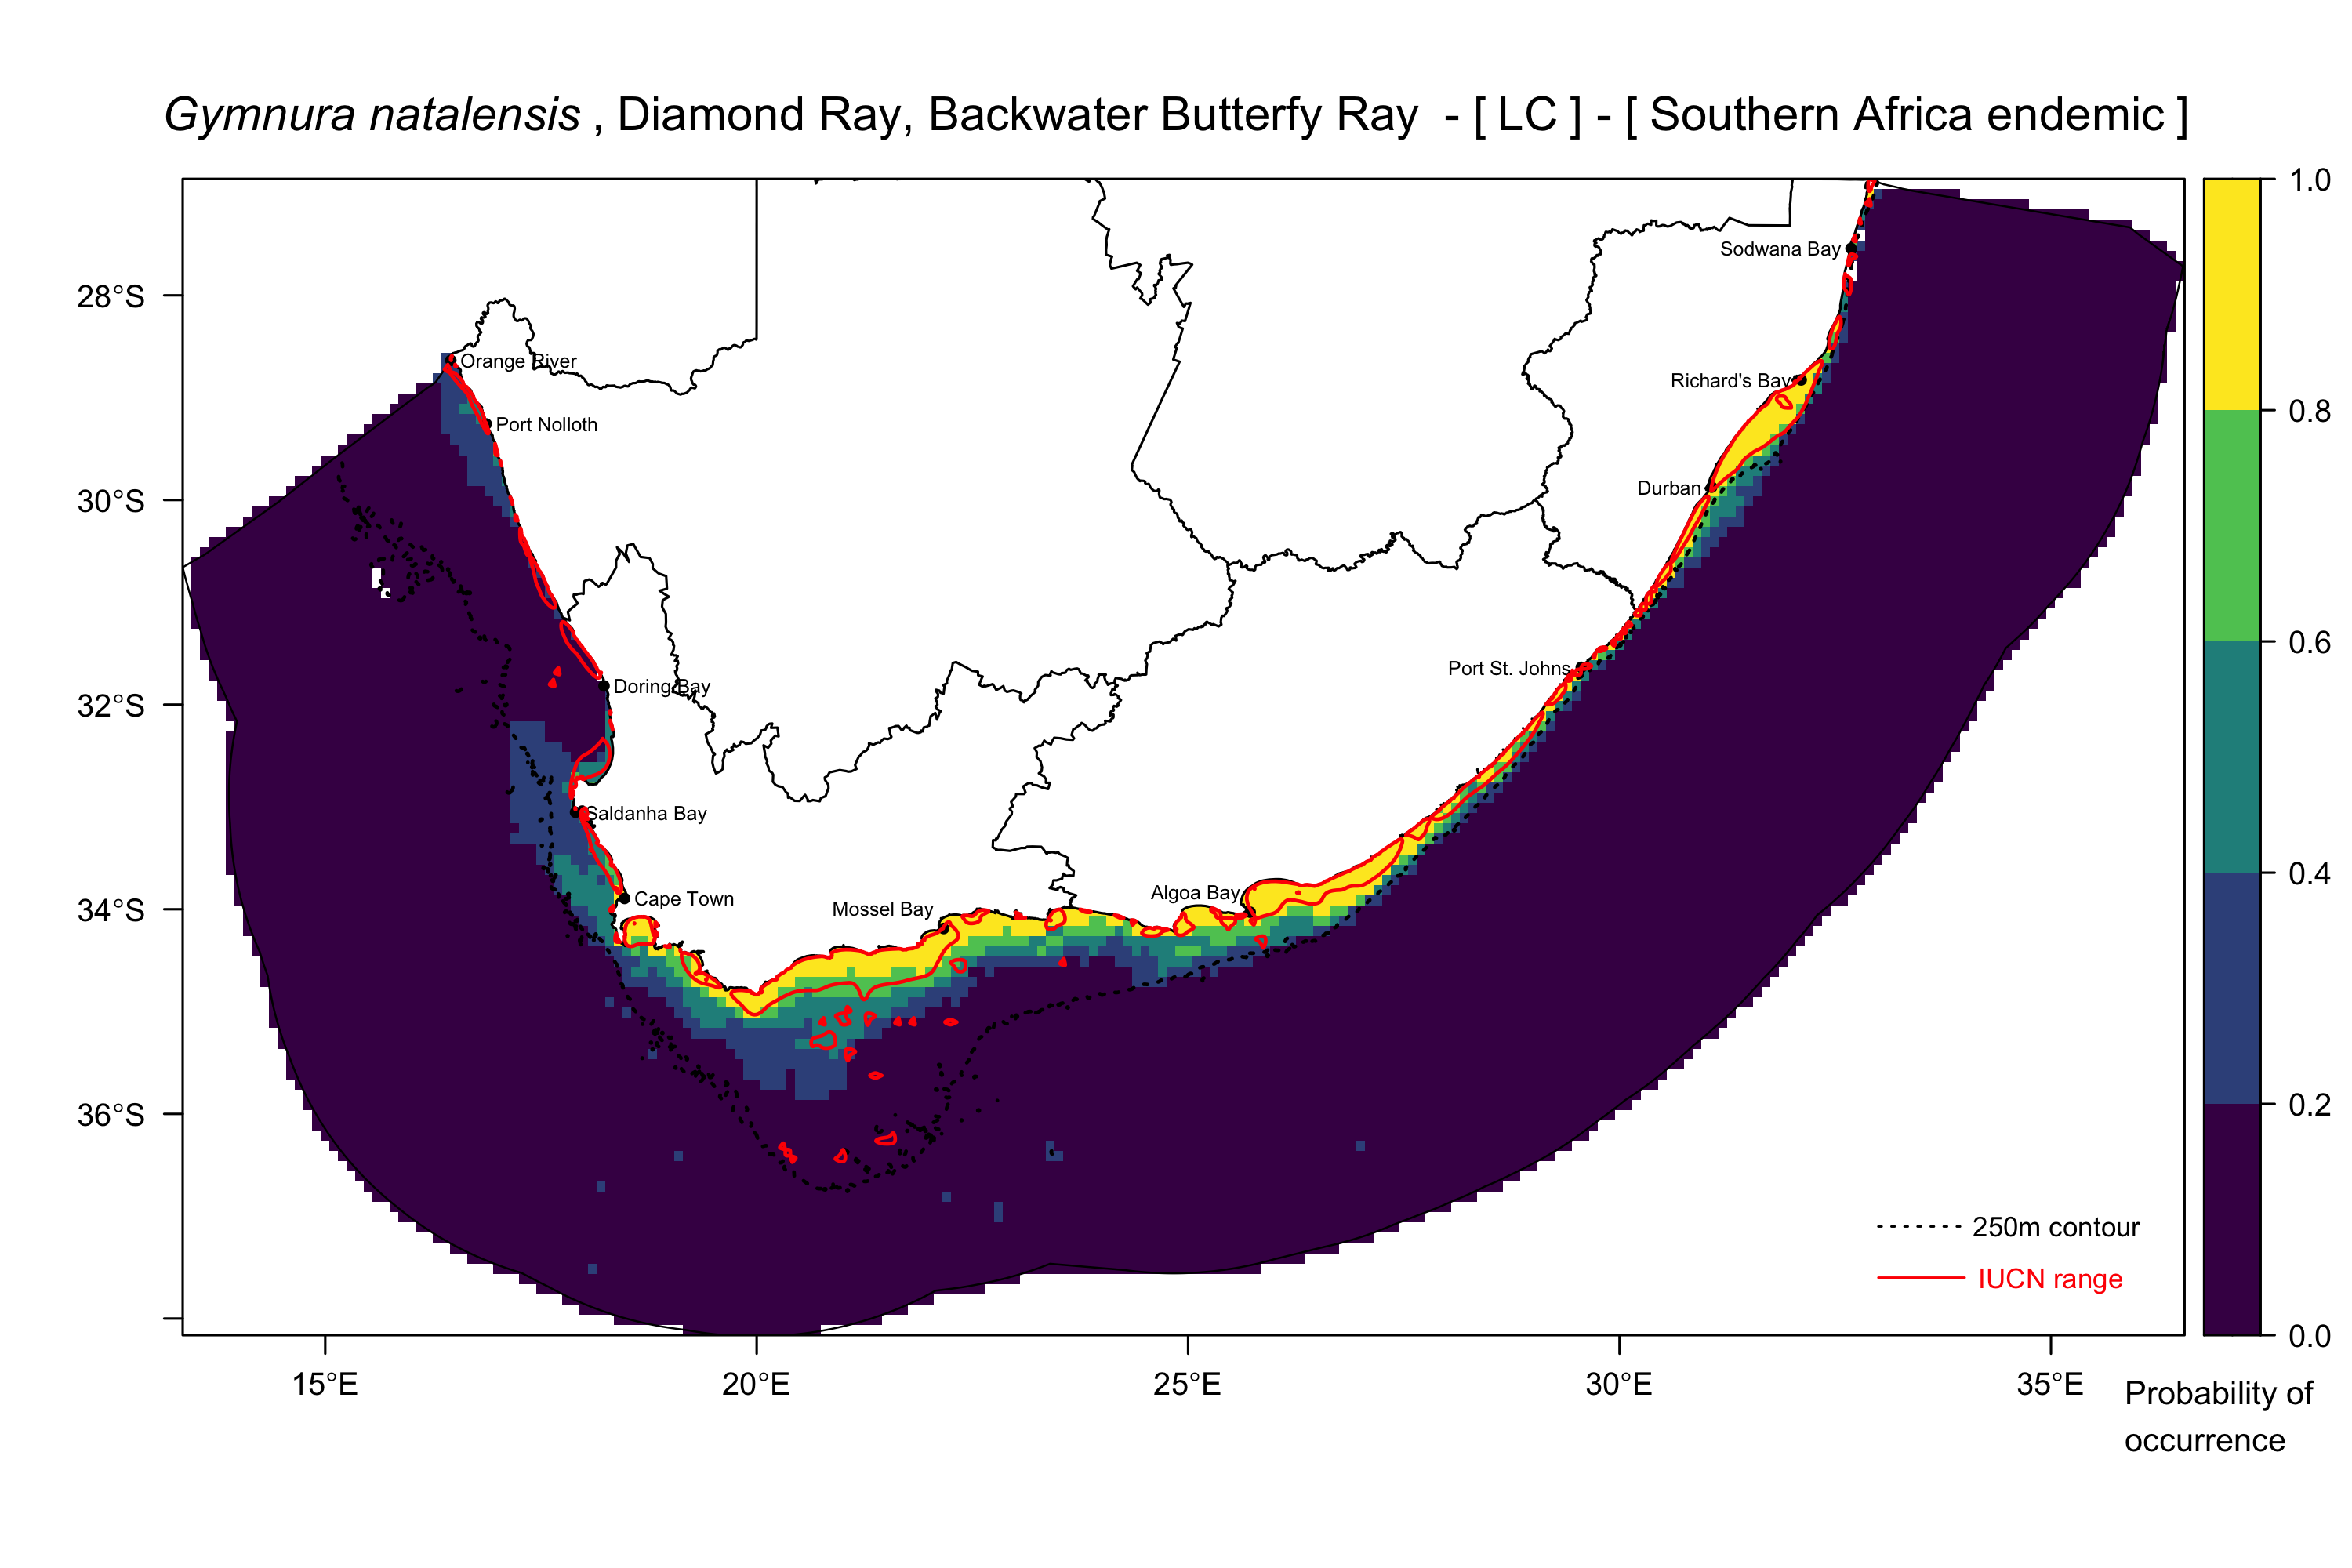 Gymnura natalensis , Diamond Ray, Backwater Butterfy Ray - [ LC ] - [ Southern Africa endemic ]
1.0
Sodwana Bay
28°S
Orange River
Richard's Bay
0.8
Port Nolloth
Durban
30°S
0.6
Port St. Johns
Doring Bay
32°S
Saldanha Bay
0.4
Algoa Bay
Cape Town
Mossel Bay
34°S
36°S
0.2
250m contour
IUCN range
0.0
15°E
20°E
25°E
30°E
35°E
Probability of
occurrence